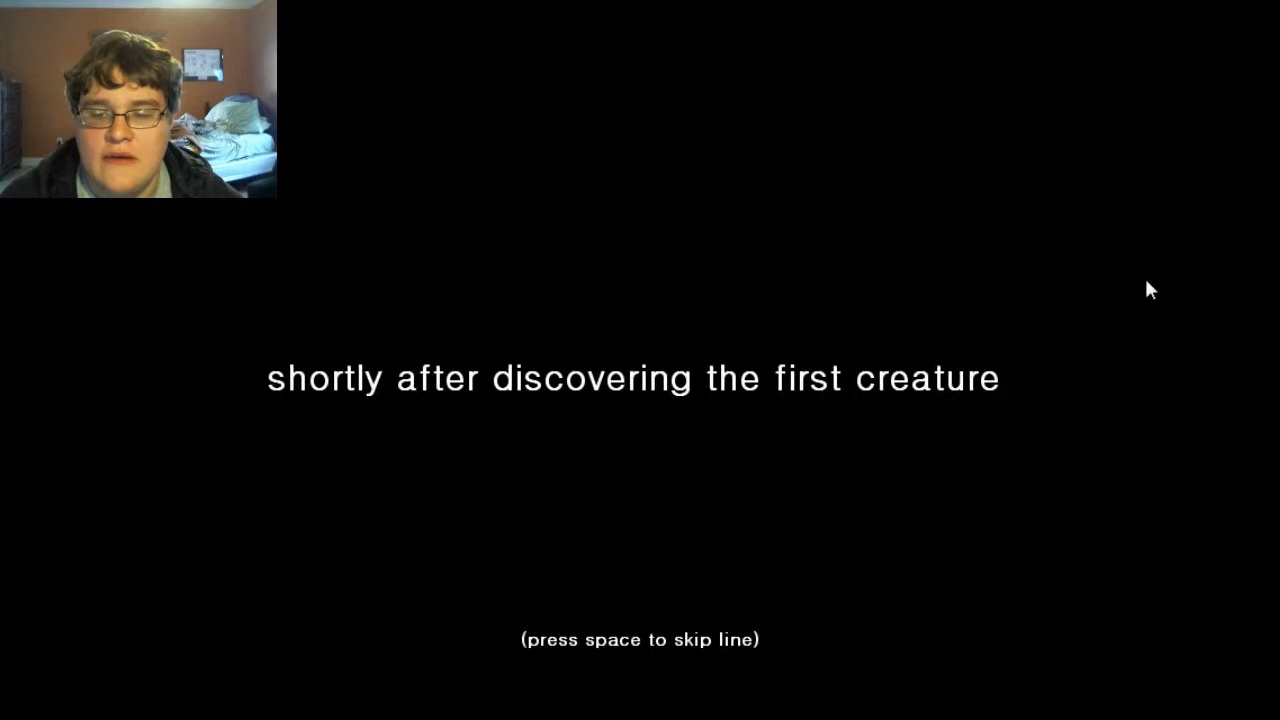 shortly after discovering the first creature
(press space to skip line)